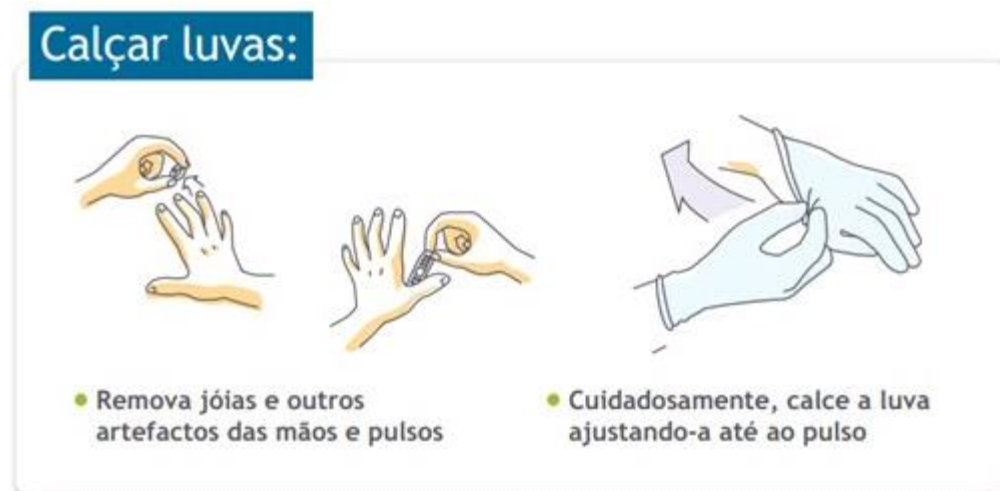 Calçar luvas:
• Remova jóias e outros
artefactos das mãos e pulsos
• Cuidadosamente, calce a luva
ajustando-a até ao pulso